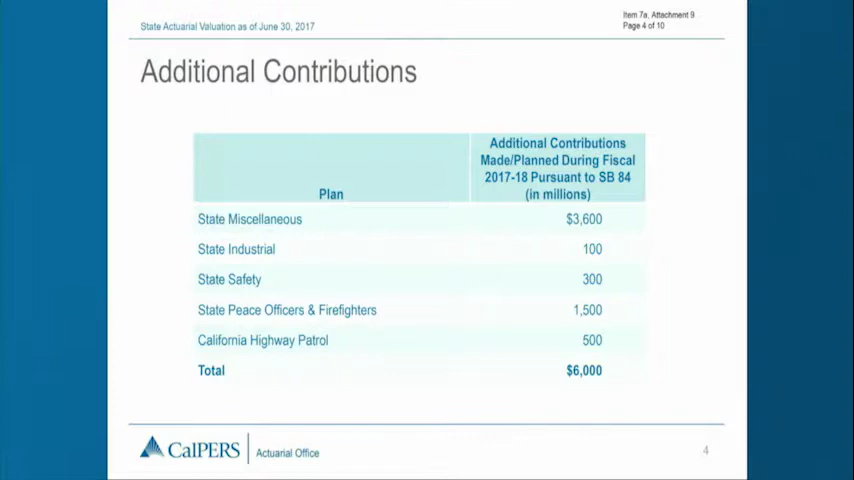 State Actuarial Valuation as of June 30, 2017
Item 7a, Attachment 9
Page 4 of 10
Additional Contributions
Plan
Additional Contributions
Made/Planned During Fiscal
2017-18 Pursuant to SB 84
(in millions)
State Miscellaneous $3,600
State Industrial 100
State Safety 300
State Peace Officers & Firefighters 1,500
California Highway Patrol 500
Total $6,000
CalPERS Actuarial Office
4